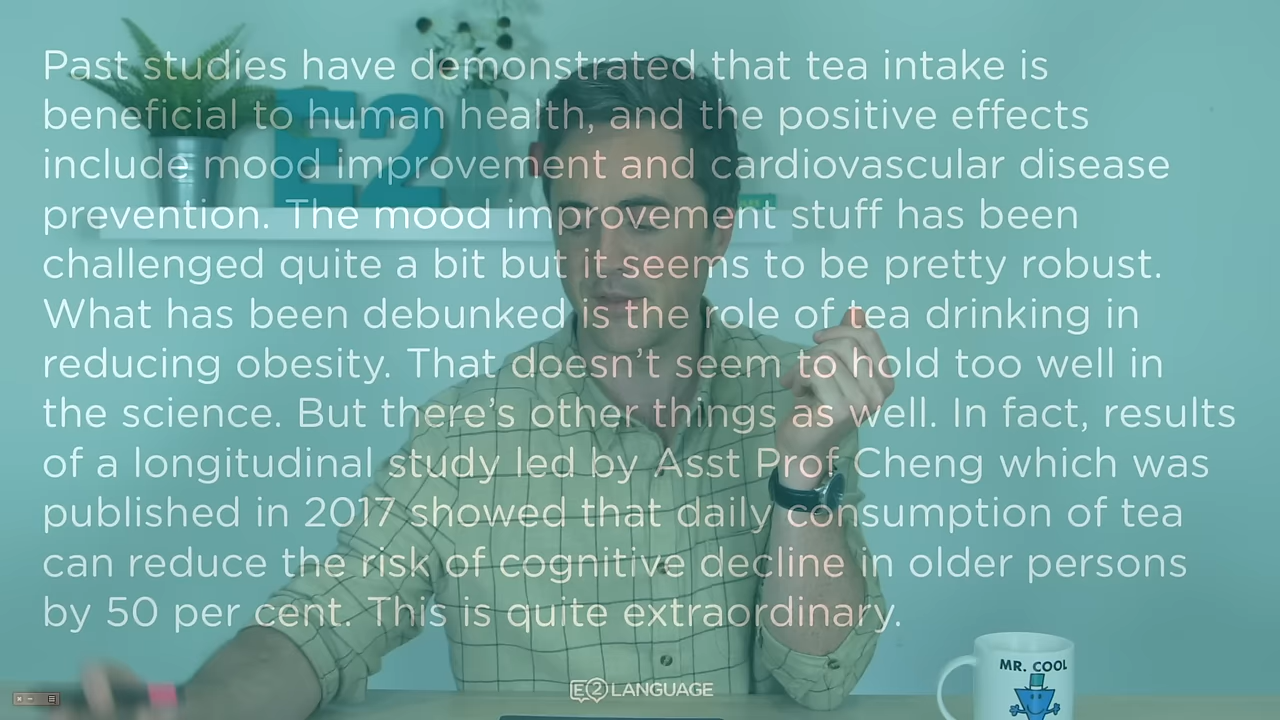 Past studies have demonstrated that tea intake is
beneficial to human health, and the positive effects
include mood improvement and cardiovascular disease
prevention. The mood improvement stuff has been
challenged quite a bit but it seems to be pretty robust.
What has been debunked is the role of tea drinking in
reducing obesity. That doesn’t seem to hold too well in
the science. But there’s other things as well. In fact, results
of a longitudinal study led by Asst Prof Cheng which was
published in 2017 showed that daily consumption of tea
can reduce the risk of cognitive decline in older persons
by 50 per cent. This is quite extraordinary.
E2
MR. COOL
E2 LANGUAGE